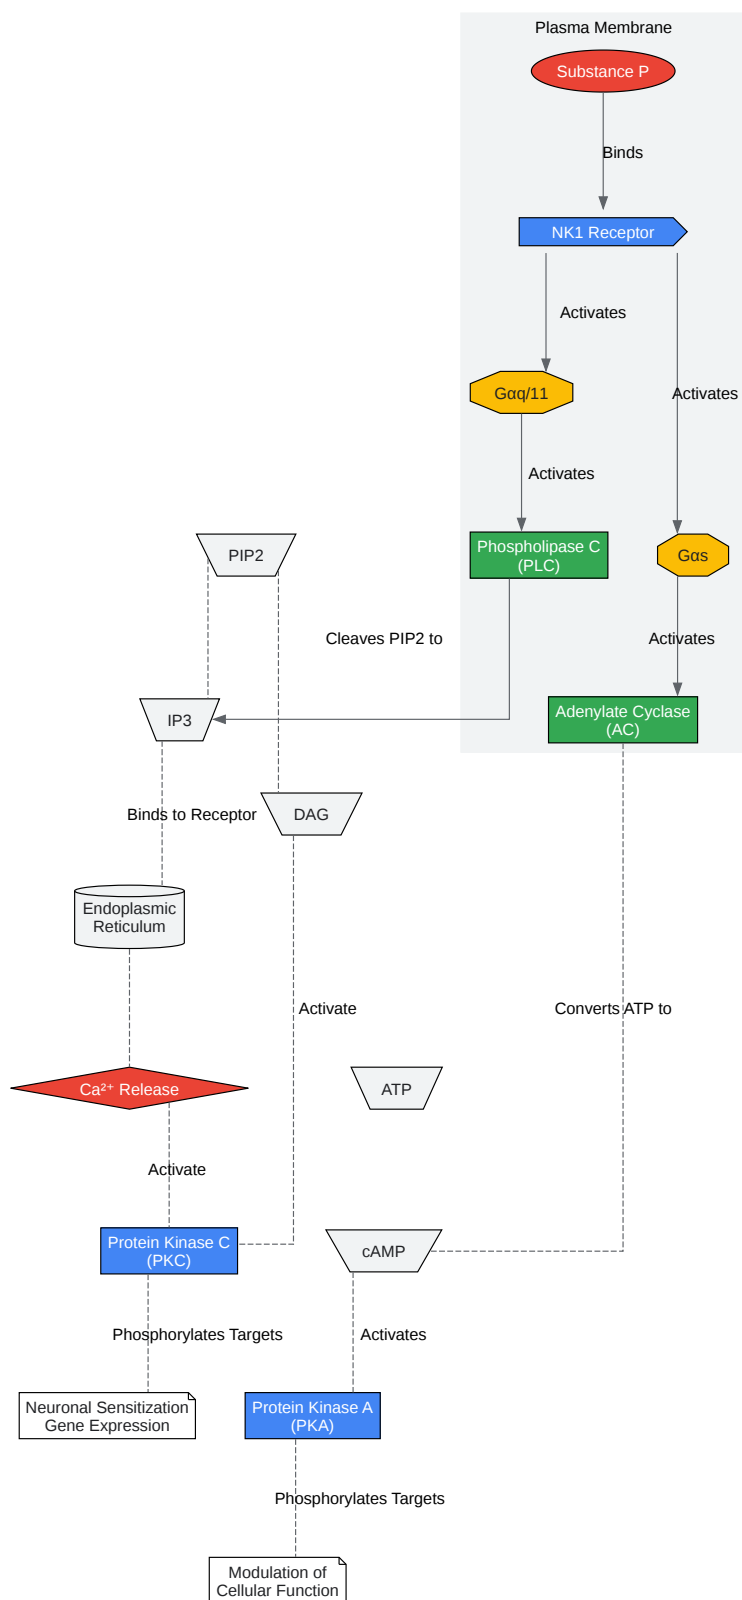 Plasma Membrane
Substance P
Binds
NK1 Receptor
Activates
Activates
Gαq/11
Activates
PIP2
Phospholipase C
(PLC)
Gαs
Cleaves PIP2 to
Activates
IP3
Adenylate Cyclase
(AC)
Binds to Receptor
DAG
Endoplasmic
Reticulum
Activate
Converts ATP to
Ca²⁺ Release
ATP
Activate
Protein Kinase C
(PKC)
cAMP
Phosphorylates Targets
Activates
Neuronal Sensitization
Gene Expression
Protein Kinase A
(PKA)
Phosphorylates Targets
Modulation of
Cellular Function